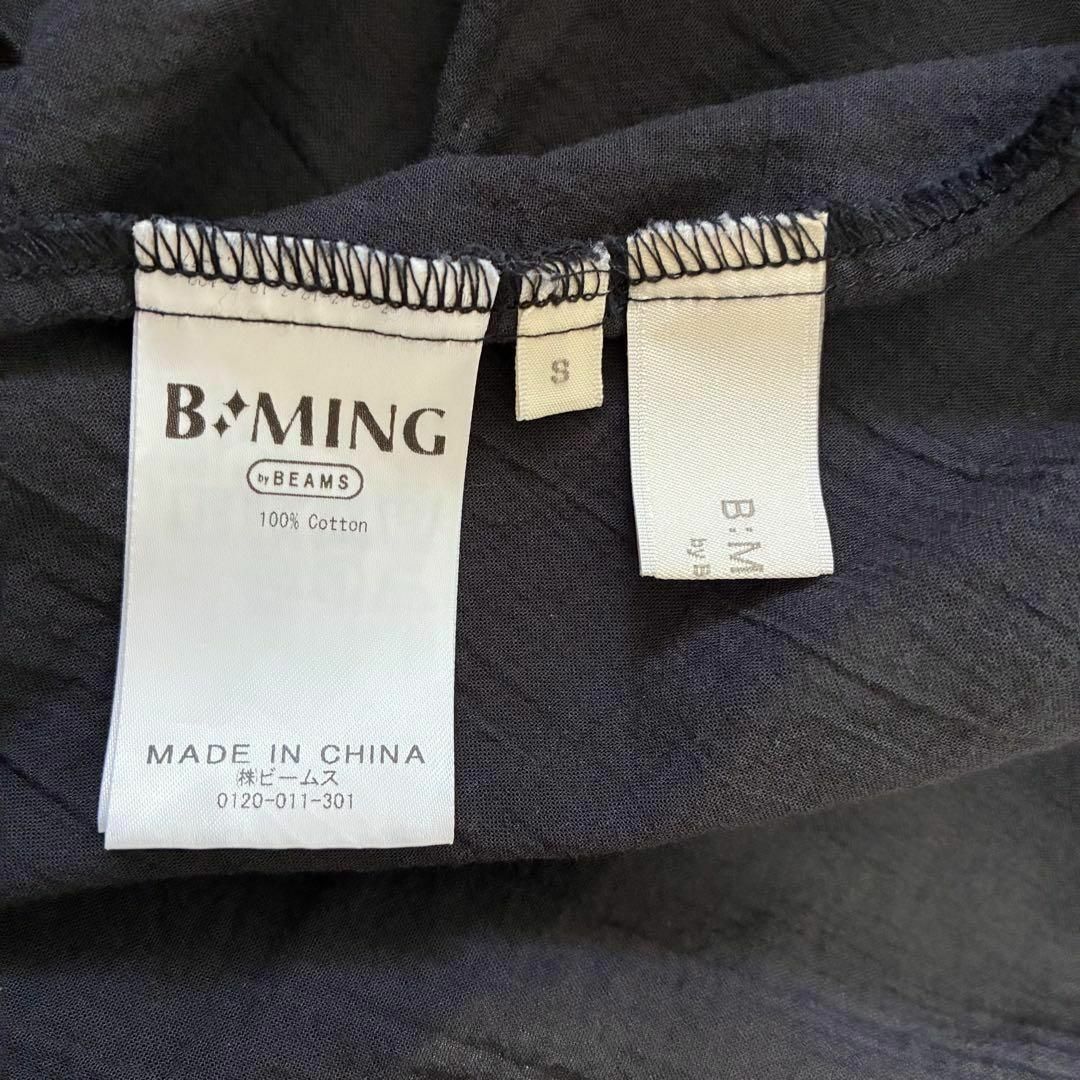 B:MING
by BEAMS
100% Cotton
MADE IN CHINA
㈱ビームス
0120-011-301
S
B:M
by B